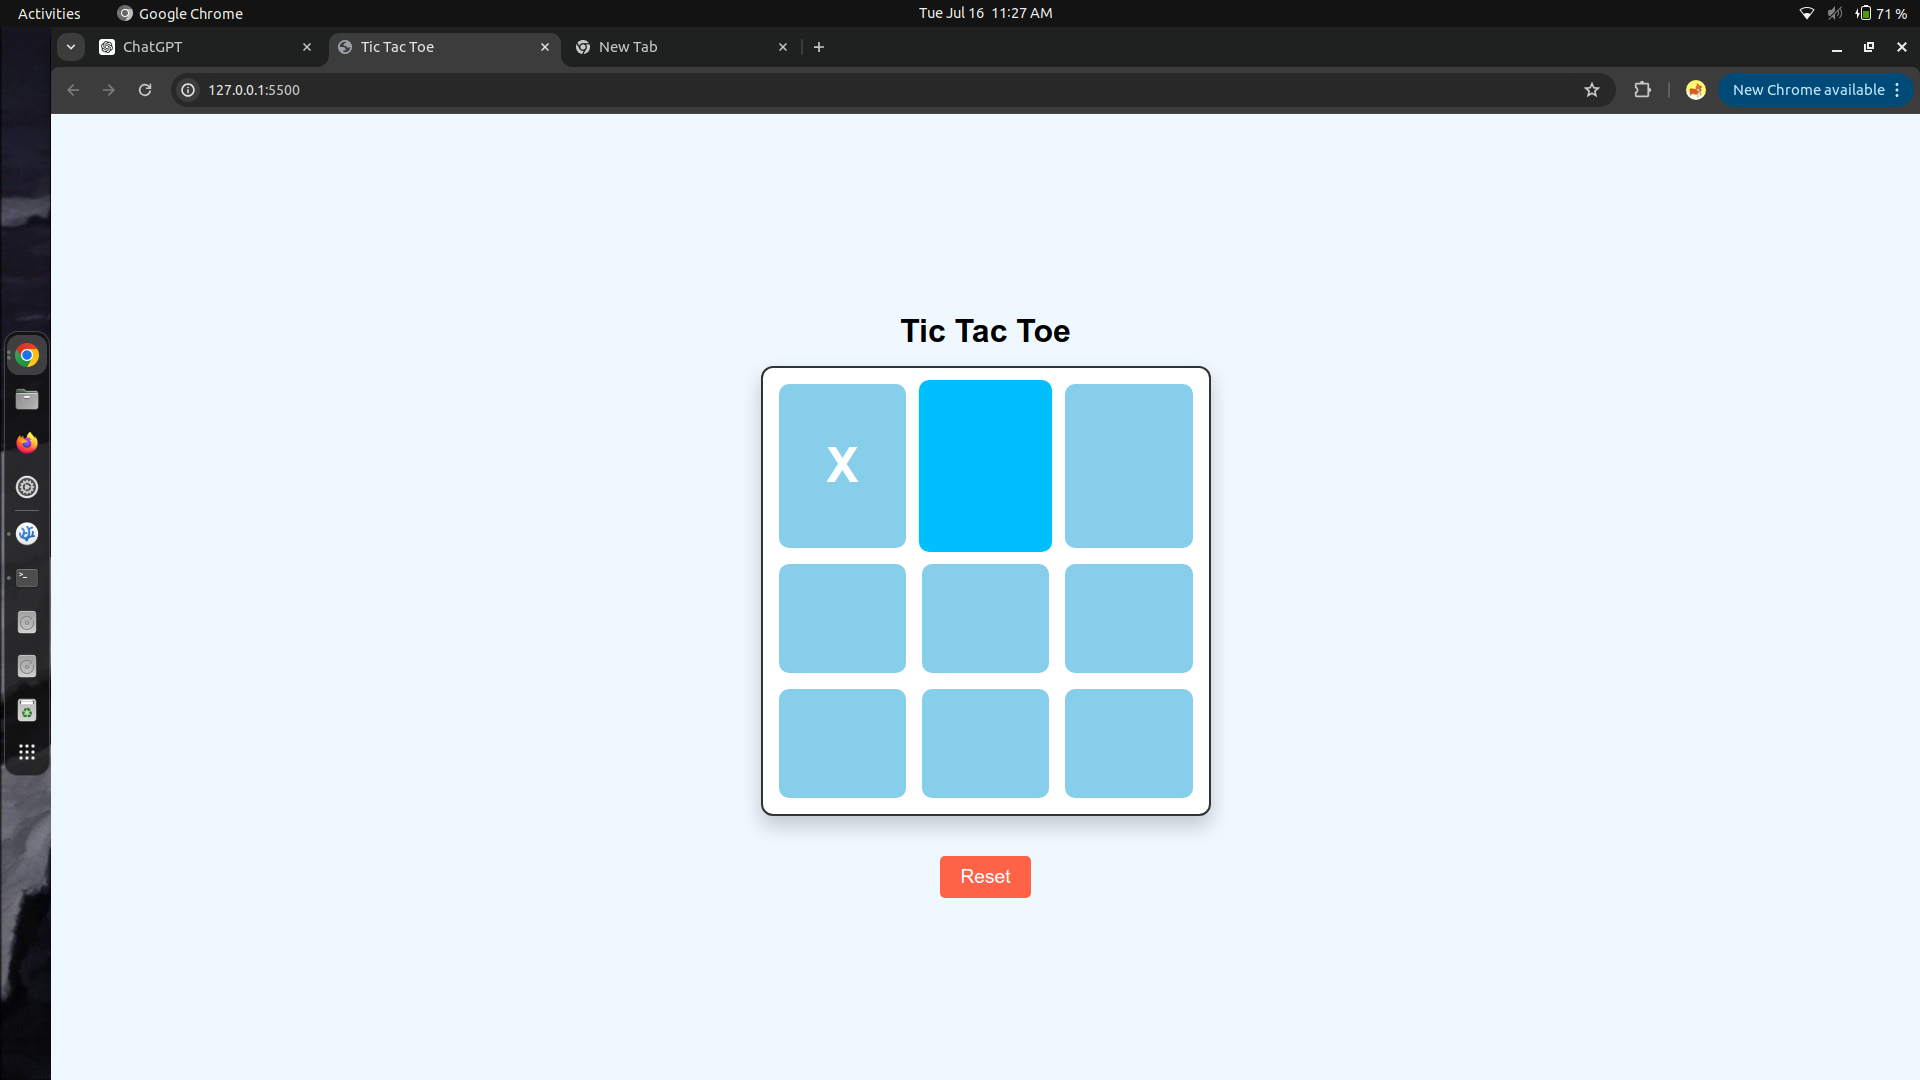 Activities
Google Chrome
Tue Jul 16 11:27 AM
71 %
ChatGPT
Tic Tac Toe
New Tab
127.0.0.1:5500
New Chrome available
Tic Tac Toe
X
Reset